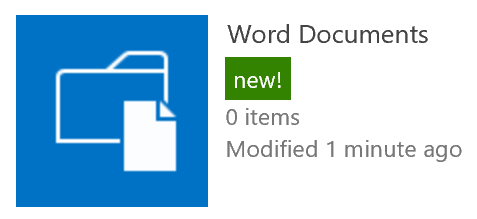 Word Documents
new!
0 items
Modified 1 minute ago